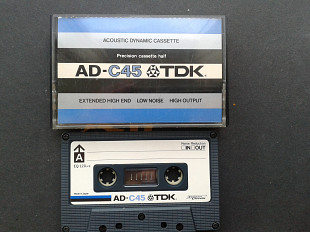 ACOUSTIC DYNAMIC CASSETTE
Precision cassette half
AD-C45 TDK
EXTENDED HIGH END LOW NOISE HIGH OUTPUT
A
Noise Reduction
IN OUT
AD-C45 TDK